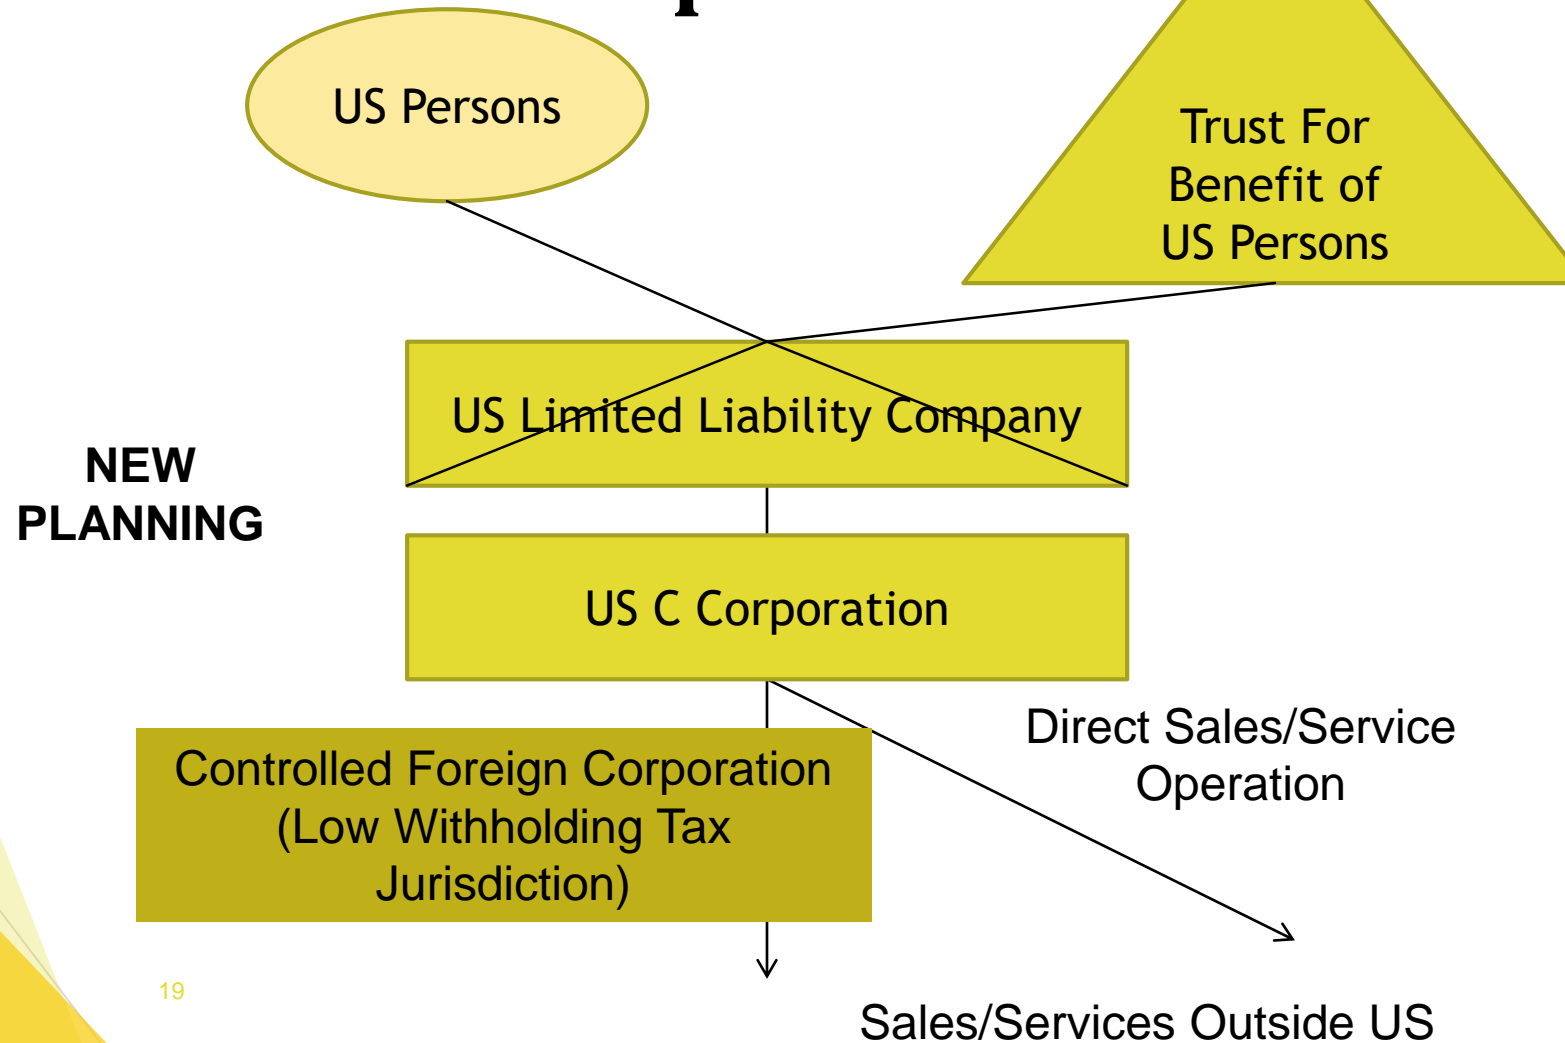 US Persons
Trust For
Benefit of
US Persons
US Limited Liability Company
NEW
PLANNING
US C Corporation
Direct Sales/Service
Operation
Controlled Foreign Corporation
(Low Withholding Tax
Jurisdiction)
19
Sales/Services Outside US